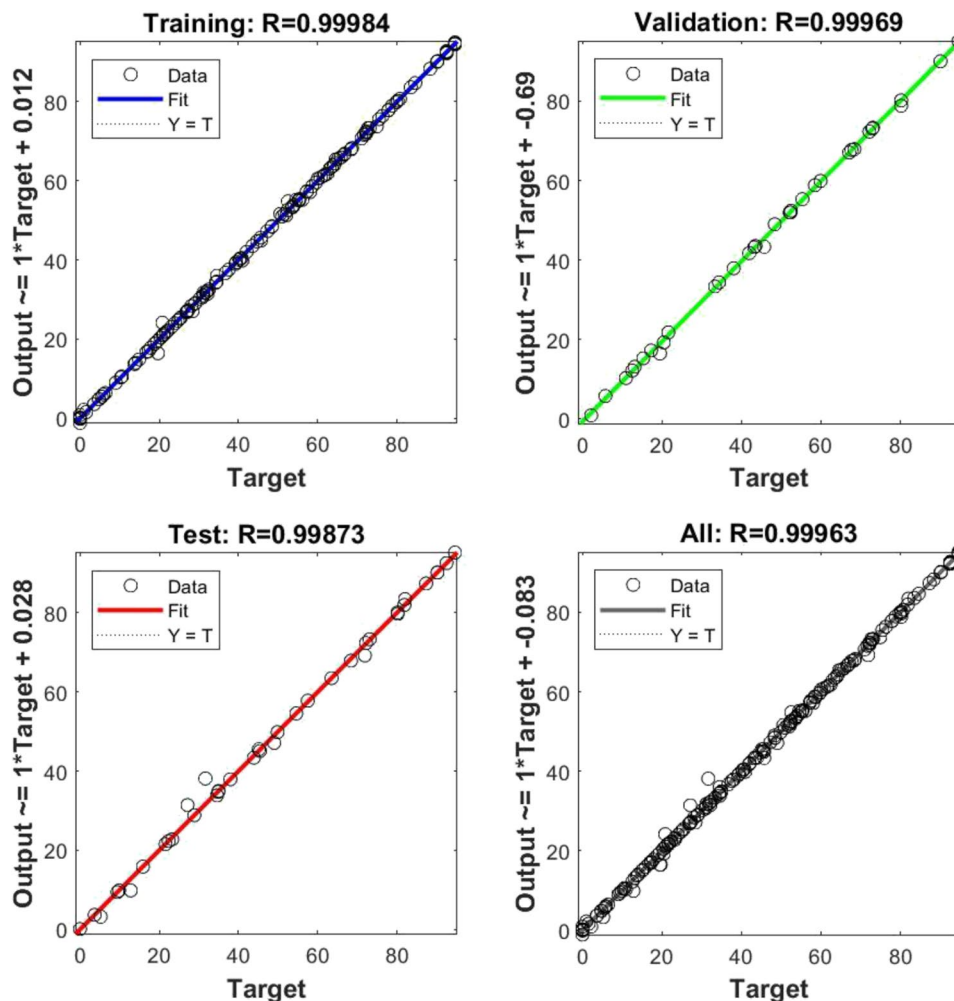 Training: R=0.99984
Output ~= 1*Target + 0.012
Data
Fit
Y = T
80
60
40
20
0
0 20 40 60 80
Target
Validation: R=0.99969
Output ~= 1*Target + -0.69
Data
Fit
Y = T
80
60
40
20
0
0 20 40 60 80
Target
Test: R=0.99873
Output ~= 1*Target + 0.028
Data
Fit
Y = T
80
60
40
20
0
0 20 40 60 80
Target
All: R=0.99963
Output ~= 1*Target + -0.083
Data
Fit
Y = T
80
60
40
20
0
0 20 40 60 80
Target